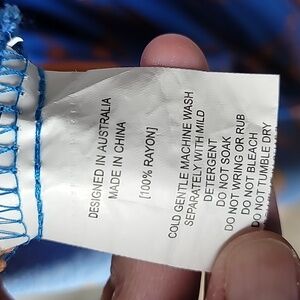 DESIGNED IN AUSTRALIA
MADE IN CHINA
[100% RAYON]
COLD GENTLE MACHINE WASH
SEPARATELY WITH MILD
DETERGENT
DO NOT SOAK
DO NOT WRING OR RUB
DO NOT BLEACH
DO NOT TUMBLE DRY